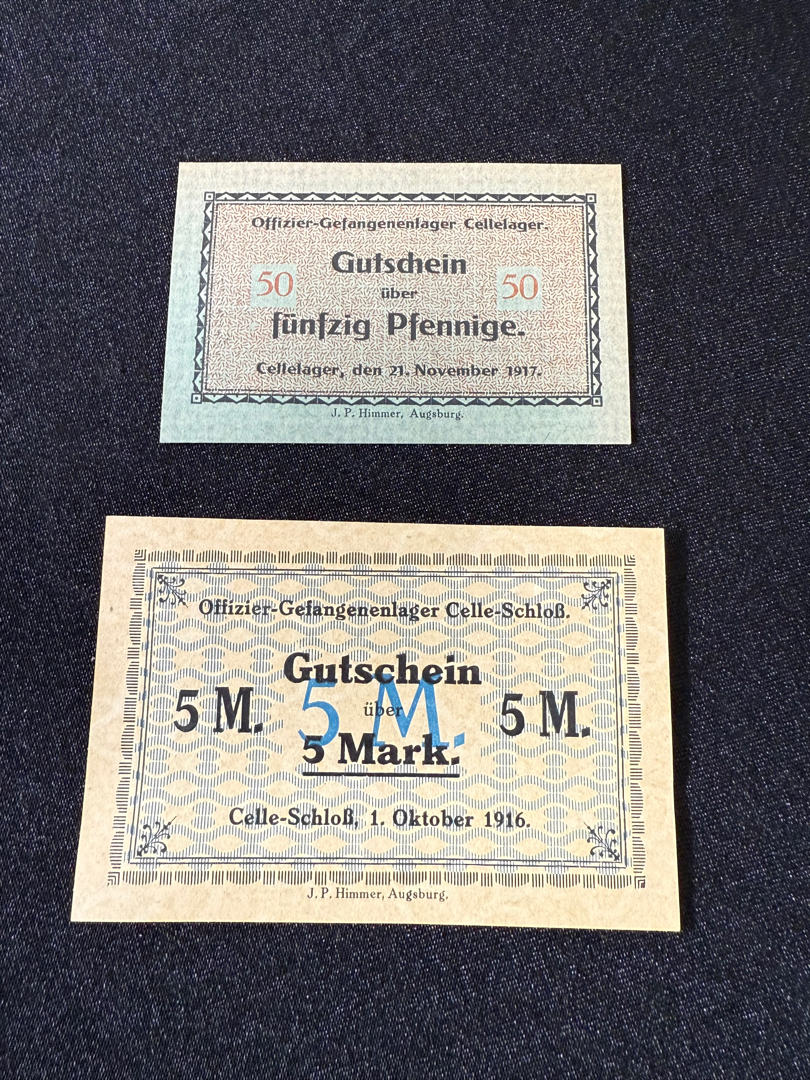 Offizier-Gefangenenlager Cellelager.
Gutschein
50 über 50
fünfzig Pfennige.
Cellelager, den 21. November 1917.
J. P. Himmer, Augsburg.
Offizier-Gefangenenlager Celle-Schloß.
Gutschein
5 M. 5 M. 5 M.
über
5 Mark.
Celle-Schloß, 1. Oktober 1916.
J. P. Himmer, Augsburg.